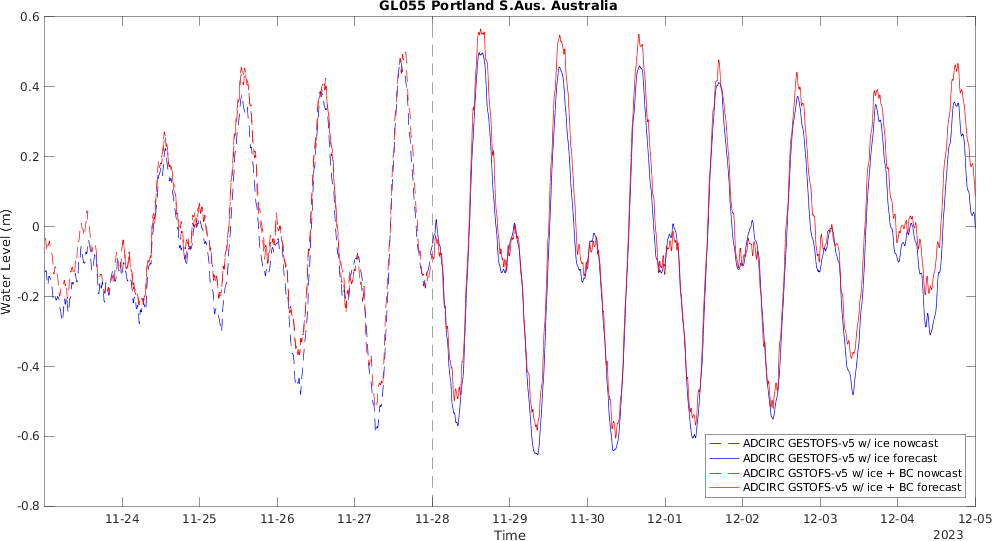 GL055 Portland S.Aus. Australia
0.6
0.4
0.2
0
-0.2
-0.4
-0.6
-0.8
Water Level (m)
ADCIRC GESTOFS-v5 w/ ice nowcast
ADCIRC GESTOFS-v5 w/ ice forecast
ADCIRC GSTOFS-v5 w/ ice + BC nowcast
ADCIRC GSTOFS-v5 w/ ice + BC forecast
11-24 11-25 11-26 11-27 11-28 11-29 11-30 12-01 12-02 12-03 12-04 12-05
Time
2023